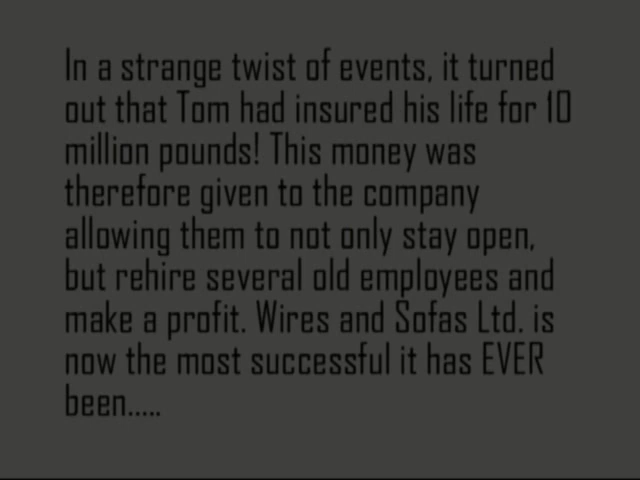 In a strange twist of events, it turned
out that Tom had insured his life for 10
million pounds! This money was
therefore given to the company
allowing them to not only stay open,
but rehire several old employees and
make a profit. Wires and Sofas Ltd. is
now the most successful it has EVER
been.....